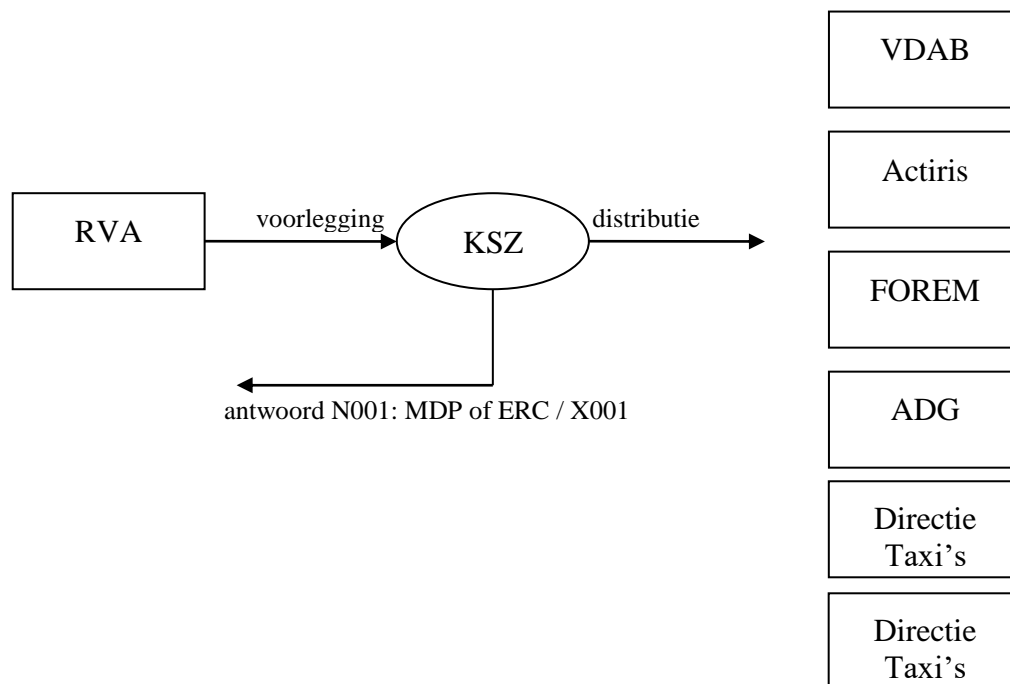 VDAB
Actiris
RVA
voorlegging
KSZ
distributie
FOREM
antwoord N001: MDP of ERC / X001
ADG
Directie
Taxi's
Directie
Taxi's